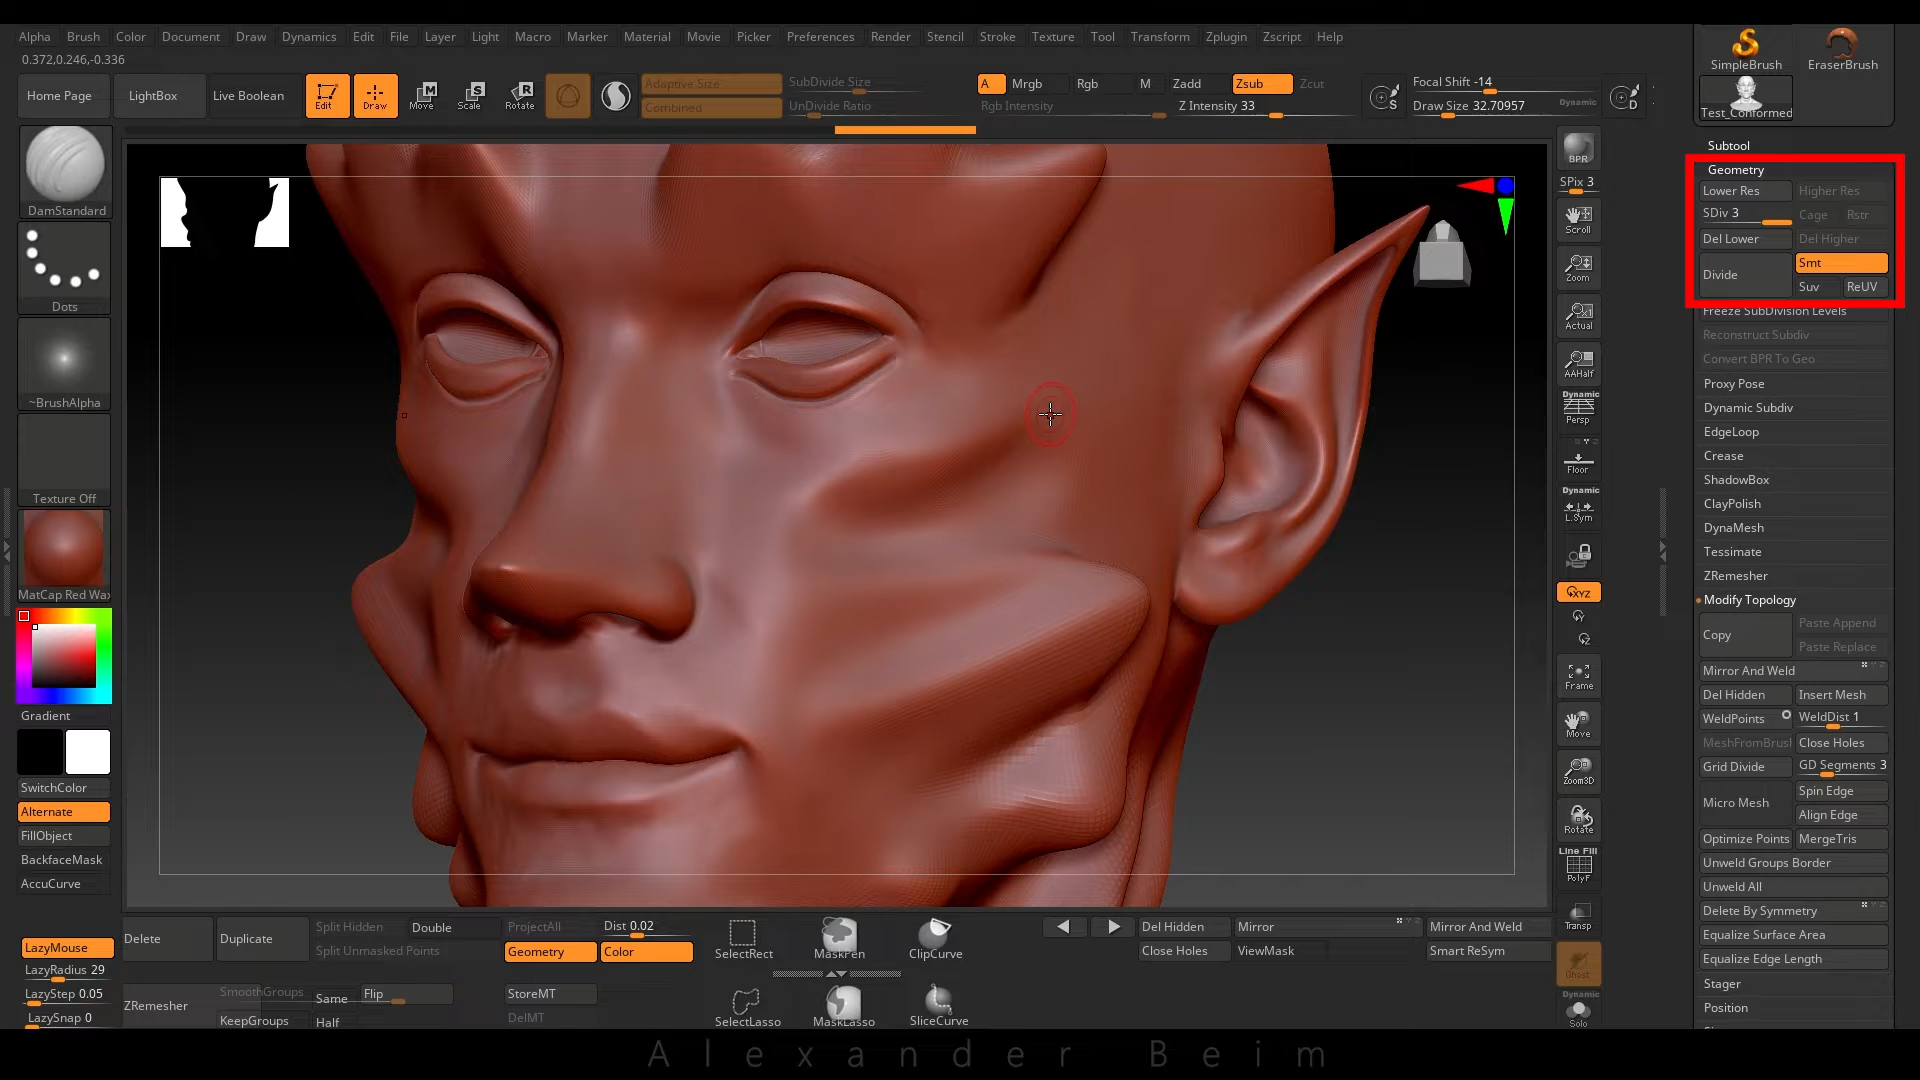 Alpha Brush Color Document Draw Dynamics Edit File Layer Light Macro Marker Material Movie Picker Preferences Render Stencil Stroke Texture Tool Transform Zplugin Zscript Help
0.372,0.246,-0.336
Home Page LightBox Live Boolean Edit Draw Move Scale Rotate
Adaptive Size SubDivide Size
Combined UnDivide Ratio
A Mrgb Rgb M Zadd Zsub Zcut
Rgb Intensity Z Intensity 33
Focal Shift -14
Draw Size 32.70957 Dynamic
S D
SimpleBrush EraserBrush
Test_Conformed
DamStandard
Dots
~BrushAlpha
Texture Off
MatCap Red Wax
Gradient
SwitchColor
Alternate
FillObject
BackfaceMask
AccuCurve
LazyMouse
LazyRadius 29
LazyStep 0.05
LazySnap 0
BPR
SPix 3
Scroll
Zoom
Actual
AAHalf
Dynamic
Persp
Floor
Dynamic
L.Sym
XYZ
Y
Z
Frame
Move
Zoom3D
Rotate
Line Fill
PolyF
Transp
Ghost
Dynamic
Solo
Subtool
Geometry
Lower Res Higher Res
SDiv 3 Cage Rstr
Del Lower Del Higher
Divide Smt
Suv ReUV
Freeze SubDivision Levels
Reconstruct Subdiv
Convert BPR To Geo
Proxy Pose
Dynamic Subdiv
EdgeLoop
Crease
ShadowBox
ClayPolish
DynaMesh
Tessimate
ZRemesher
Modify Topology
Copy Paste Append
Paste Replace
Mirror And Weld
Del Hidden Insert Mesh
WeldPoints WeldDist 1
MeshFromBrus Close Holes
Grid Divide GD Segments 3
Micro Mesh Spin Edge
Align Edge
Optimize Points MergeTris
Unweld Groups Border
Unweld All
Delete By Symmetry
Equalize Surface Area
Equalize Edge Length
Stager
Position
Delete Duplicate Split Hidden Double
Split Unmasked Points
ProjectAll Dist 0.02
Geometry Color
SelectRect MaskPen ClipCurve
Del Hidden Mirror Mirror And Weld
Close Holes ViewMask Smart ReSym
ZRemesher SmoothGroups Same Flip
KeepGroups Half
StoreMT
DelMT
SelectLasso MaskLasso SliceCurve
Alexander Beim